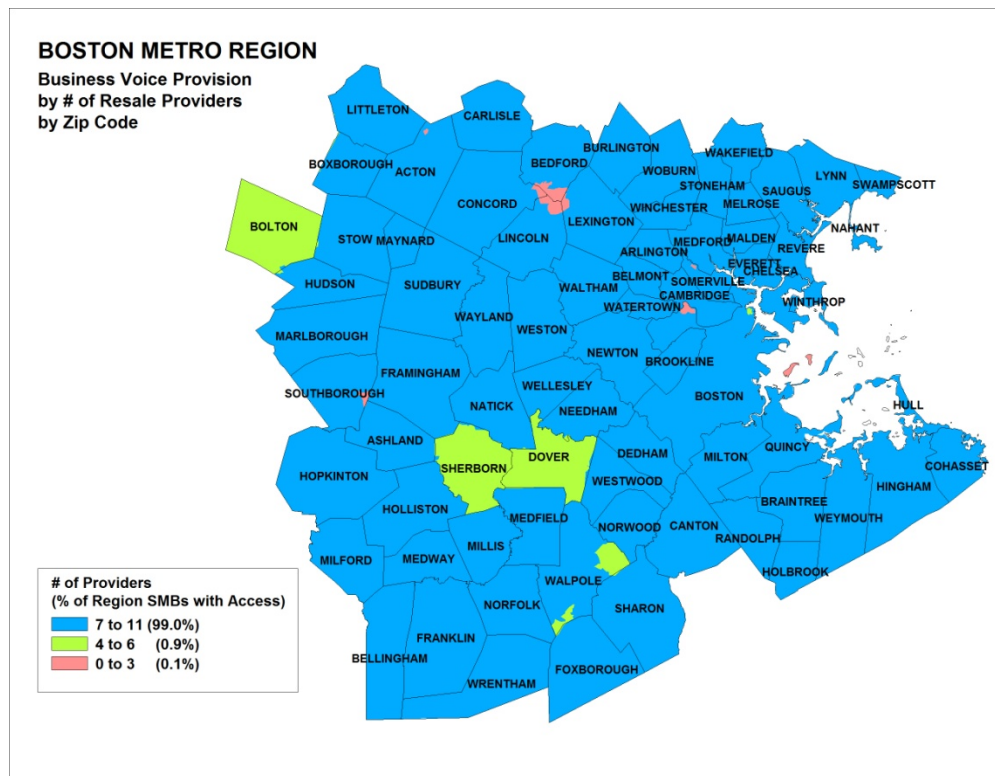 BOSTON METRO REGION
Business Voice Provision
by # of Resale Providers
by Zip Code
LITTLETON
CARLISLE
BOXBOROUGH
ACTON
BEDFORD
BURLINGTON
WOBURN
WAKEFIELD
LYNN
SWAMPSCOTT
STONEHAM
SAUGUS
MELROSE
CONCORD
WINCHESTER
LEXINGTON
NAHANT
BOLTON
STOW
MAYNARD
LINCOLN
ARLINGTON
MEDFORD
MALDEN
REVERE
EVERETT
CHELSEA
HUDSON
SUDBURY
WALTHAM
BELMONT
SOMERVILLE
CAMBRIDGE
WINTHROP
WATERTOWN
WAYLAND
WESTON
MARLBOROUGH
NEWTON
BROOKLINE
FRAMINGHAM
SOUTHBOROUGH
WELLESLEY
NATICK
NEEDHAM
BOSTON
HULL
ASHLAND
SHERBORN
DOVER
DEDHAM
MILTON
QUINCY
COHASSET
HOPKINTON
WESTWOOD
HINGHAM
BRAINTREE
HOLLISTON
MEDFIELD
NORWOOD
CANTON
WEYMOUTH
RANDOLPH
MILFORD
MEDWAY
MILLIS
HOLBROOK
WALPOLE
NORFOLK
SHARON
FRANKLIN
BELLINGHAM
FOXBOROUGH
WRENTHAM
# of Providers
(% of Region SMBs with Access)
7 to 11 (99.0%)
4 to 6 (0.9%)
0 to 3 (0.1%)